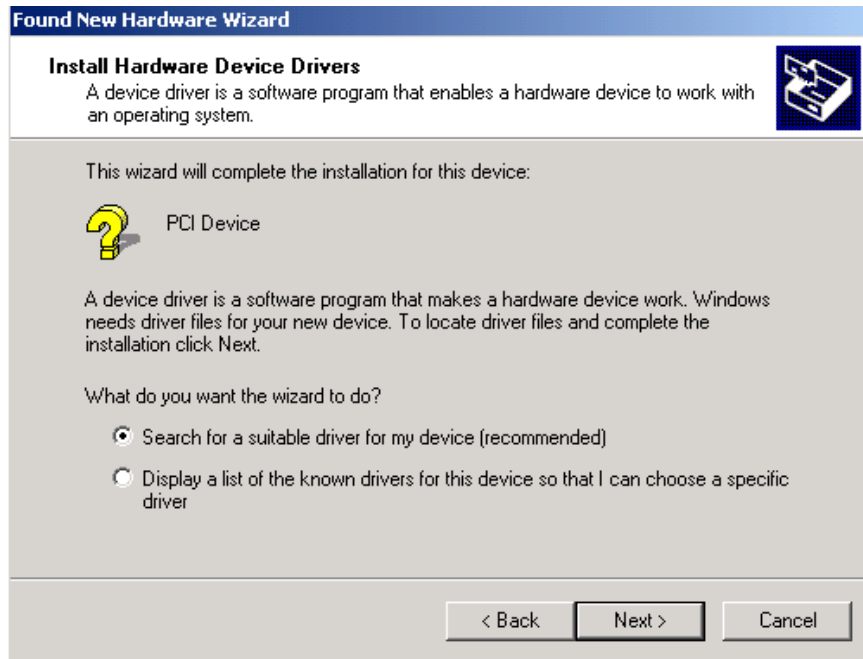 Found New Hardware Wizard
Install Hardware Device Drivers
A device driver is a software program that enables a hardware device to work with
an operating system.
This wizard will complete the installation for this device:
PCI Device
A device driver is a software program that makes a hardware device work. Windows
needs driver files for your new device. To locate driver files and complete the
installation click Next.
What do you want the wizard to do?
Search for a suitable driver for my device (recommended)
Display a list of the known drivers for this device so that I can choose a specific
driver
< Back Next > Cancel